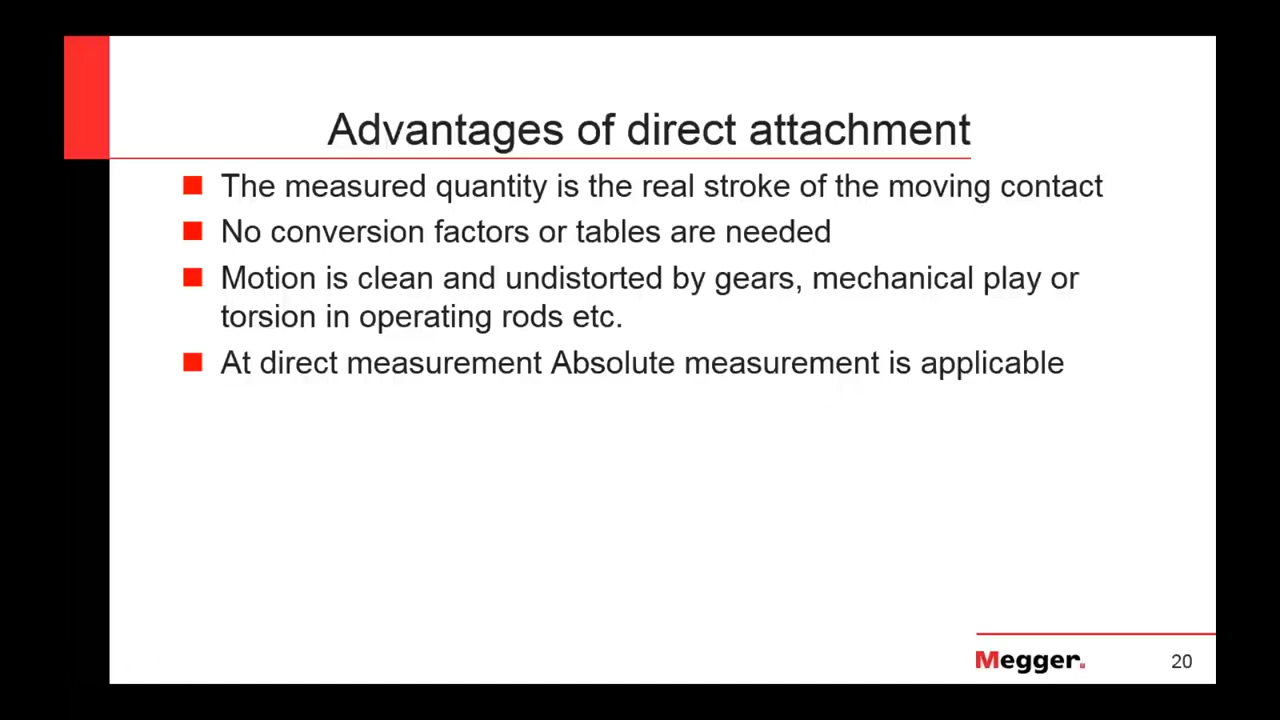 Advantages of direct attachment
The measured quantity is the real stroke of the moving contact
No conversion factors or tables are needed
Motion is clean and undistorted by gears, mechanical play or
torsion in operating rods etc.
At direct measurement Absolute measurement is applicable
Megger.
20